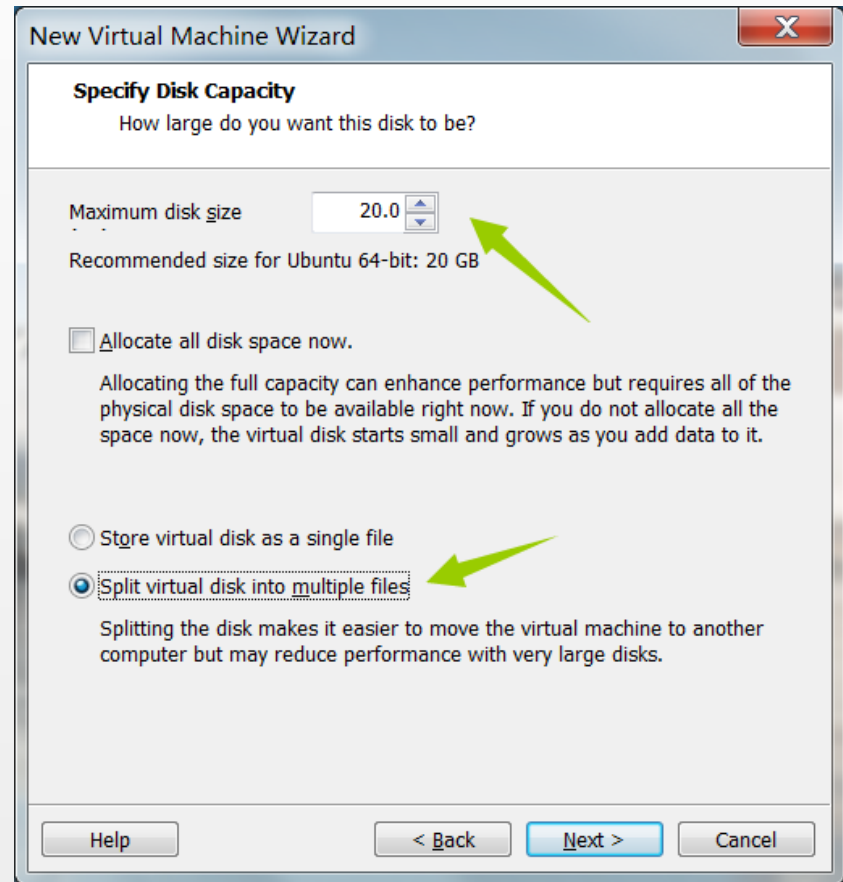 New Virtual Machine Wizard
Specify Disk Capacity
How large do you want this disk to be?
Maximum disk size 20.0
Recommended size for Ubuntu 64-bit: 20 GB
Allocate all disk space now.
Allocating the full capacity can enhance performance but requires all of the
physical disk space to be available right now. If you do not allocate all the
space now, the virtual disk starts small and grows as you add data to it.
Store virtual disk as a single file
Split virtual disk into multiple files
Splitting the disk makes it easier to move the virtual machine to another
computer but may reduce performance with very large disks.
Help < Back Next > Cancel